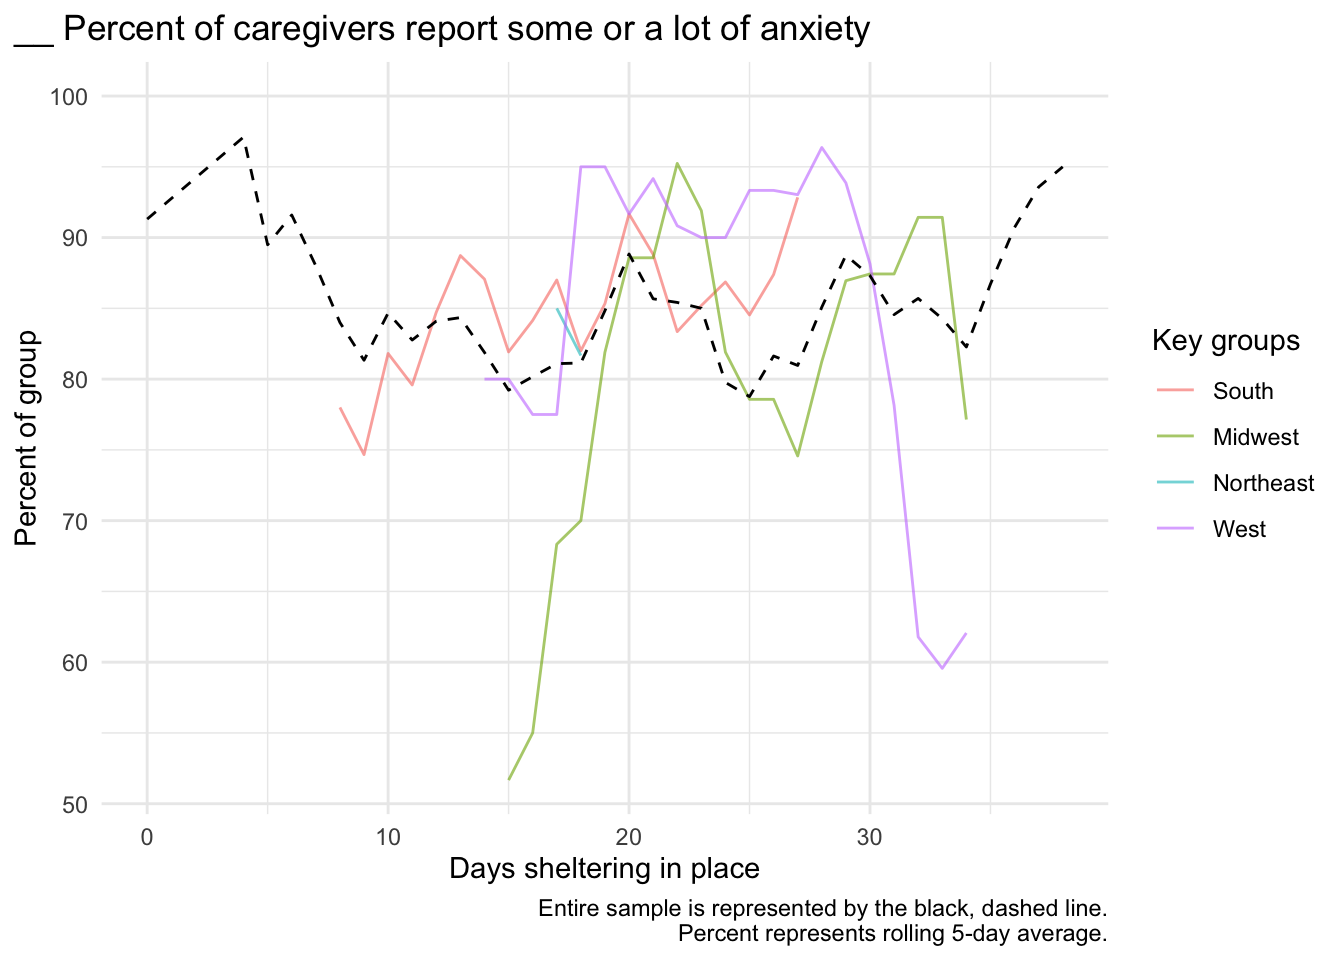 __ Percent of caregivers report some or a lot of anxiety
100
90
80
70
60
50
Percent of group
0 10 20 30
Days sheltering in place
Key groups
South
Midwest
Northeast
West
Entire sample is represented by the black, dashed line.
Percent represents rolling 5-day average.